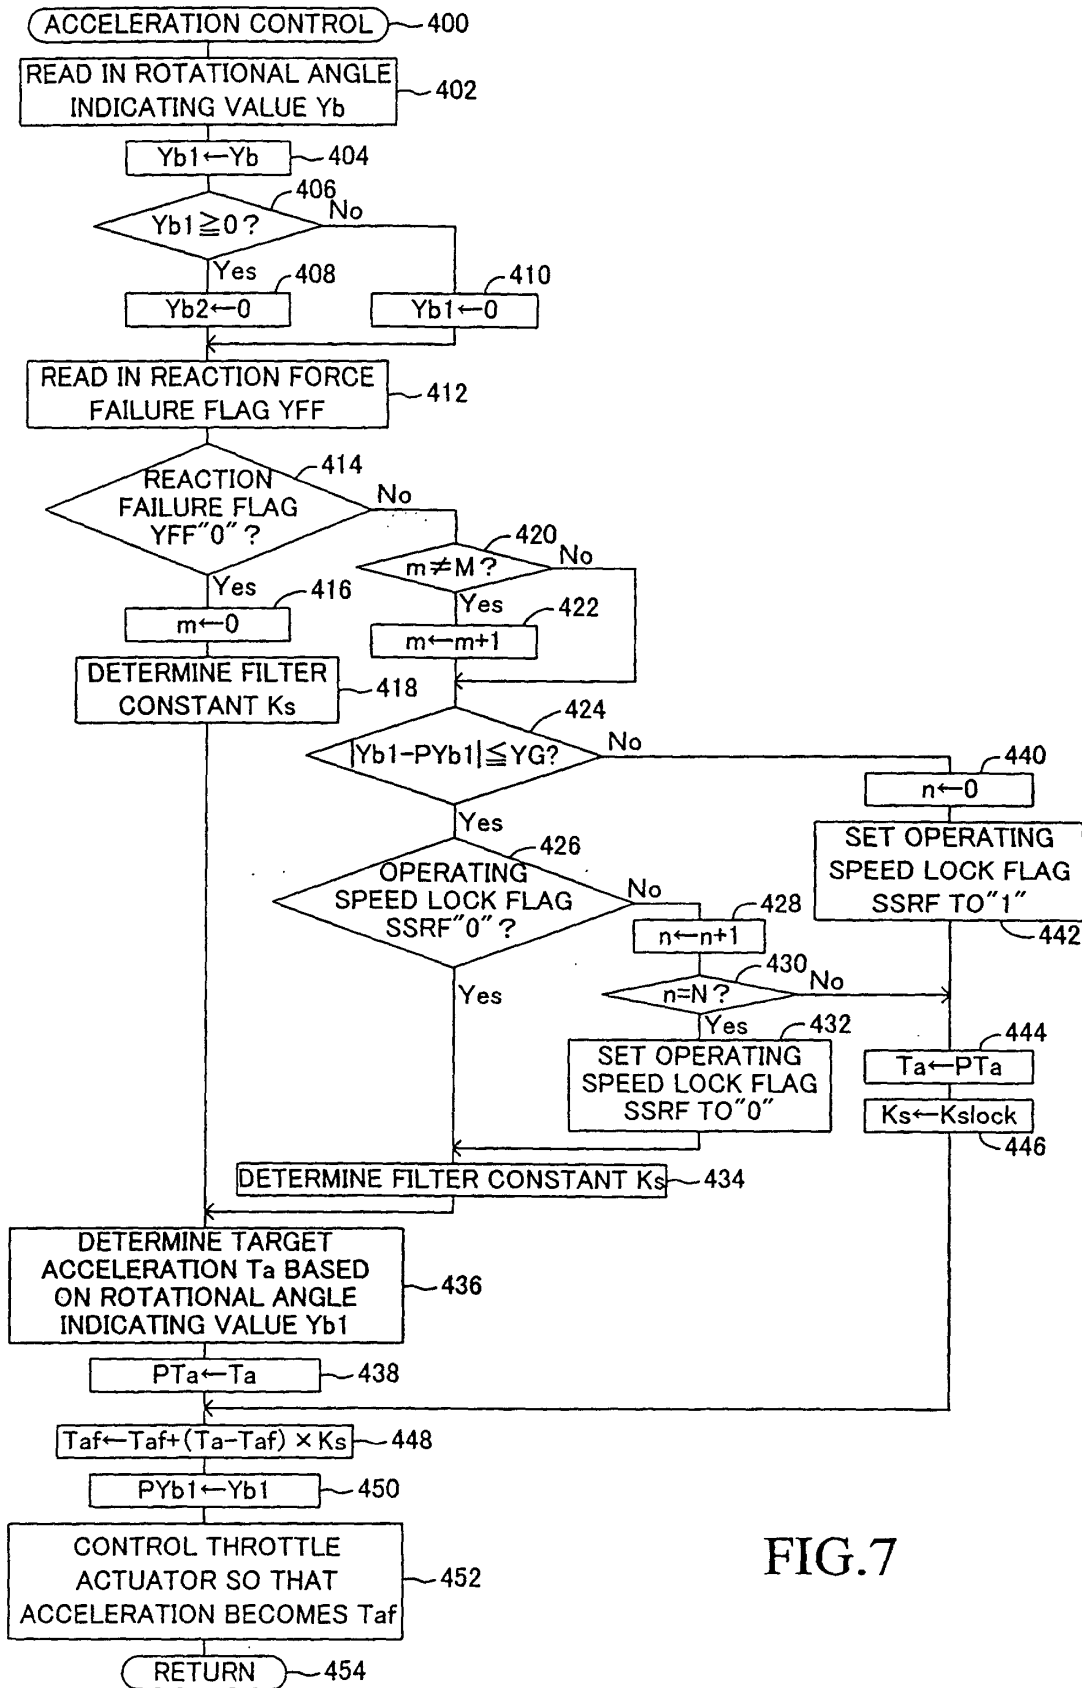 ACCELERATION CONTROL
400
READ IN ROTATIONAL ANGLE
INDICATING VALUE Yb
402
Yb1←Yb
404
406
Yb1≧0?
No
Yes
408
410
Yb2←0
Yb1←0
READ IN REACTION FORCE
FAILURE FLAG YFF
412
414
REACTION
FAILURE FLAG
YFF"0"?
No
Yes
420
m≠M?
No
Yes
416
m←0
422
m←m+1
DETERMINE FILTER
CONSTANT Ks
418
424
|Yb1-PYb1|≦YG?
No
Yes
440
n←0
426
OPERATING
SPEED LOCK FLAG
SSRF"0"?
No
Yes
SET OPERATING
SPEED LOCK FLAG
SSRF TO"1"
442
428
n←n+1
430
n=N?
No
Yes
432
SET OPERATING
SPEED LOCK FLAG
SSRF TO"0"
444
Ta←PTa
Ks←Kslock
446
DETERMINE FILTER CONSTANT Ks
434
DETERMINE TARGET
ACCELERATION Ta BASED
ON ROTATIONAL ANGLE
INDICATING VALUE Yb1
436
PTa←Ta
438
Taf←Taf+(Ta-Taf)×Ks
448
PYb1←Yb1
450
CONTROL THROTTLE
ACTUATOR SO THAT
ACCELERATION BECOMES Taf
452
RETURN
454
FIG.7